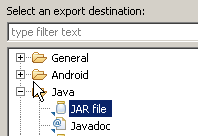 Select an export destination:
type filter text
General
Android
Java
JAR file
Javadoc